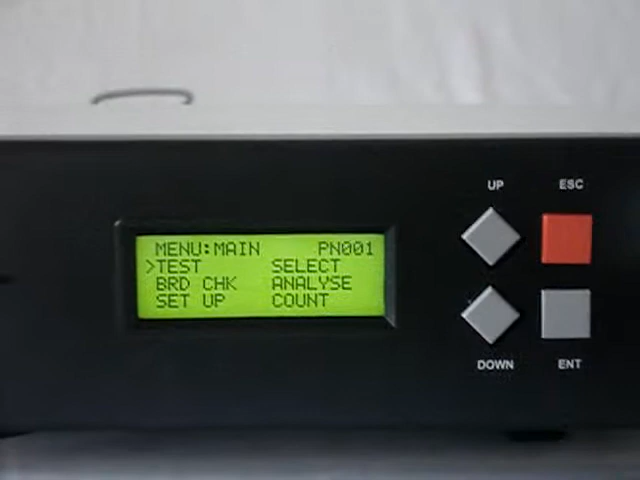 UP ESC
MENU:MAIN PN001
>TEST SELECT
BRD CHK ANALYSE
SET UP COUNT
DOWN ENT